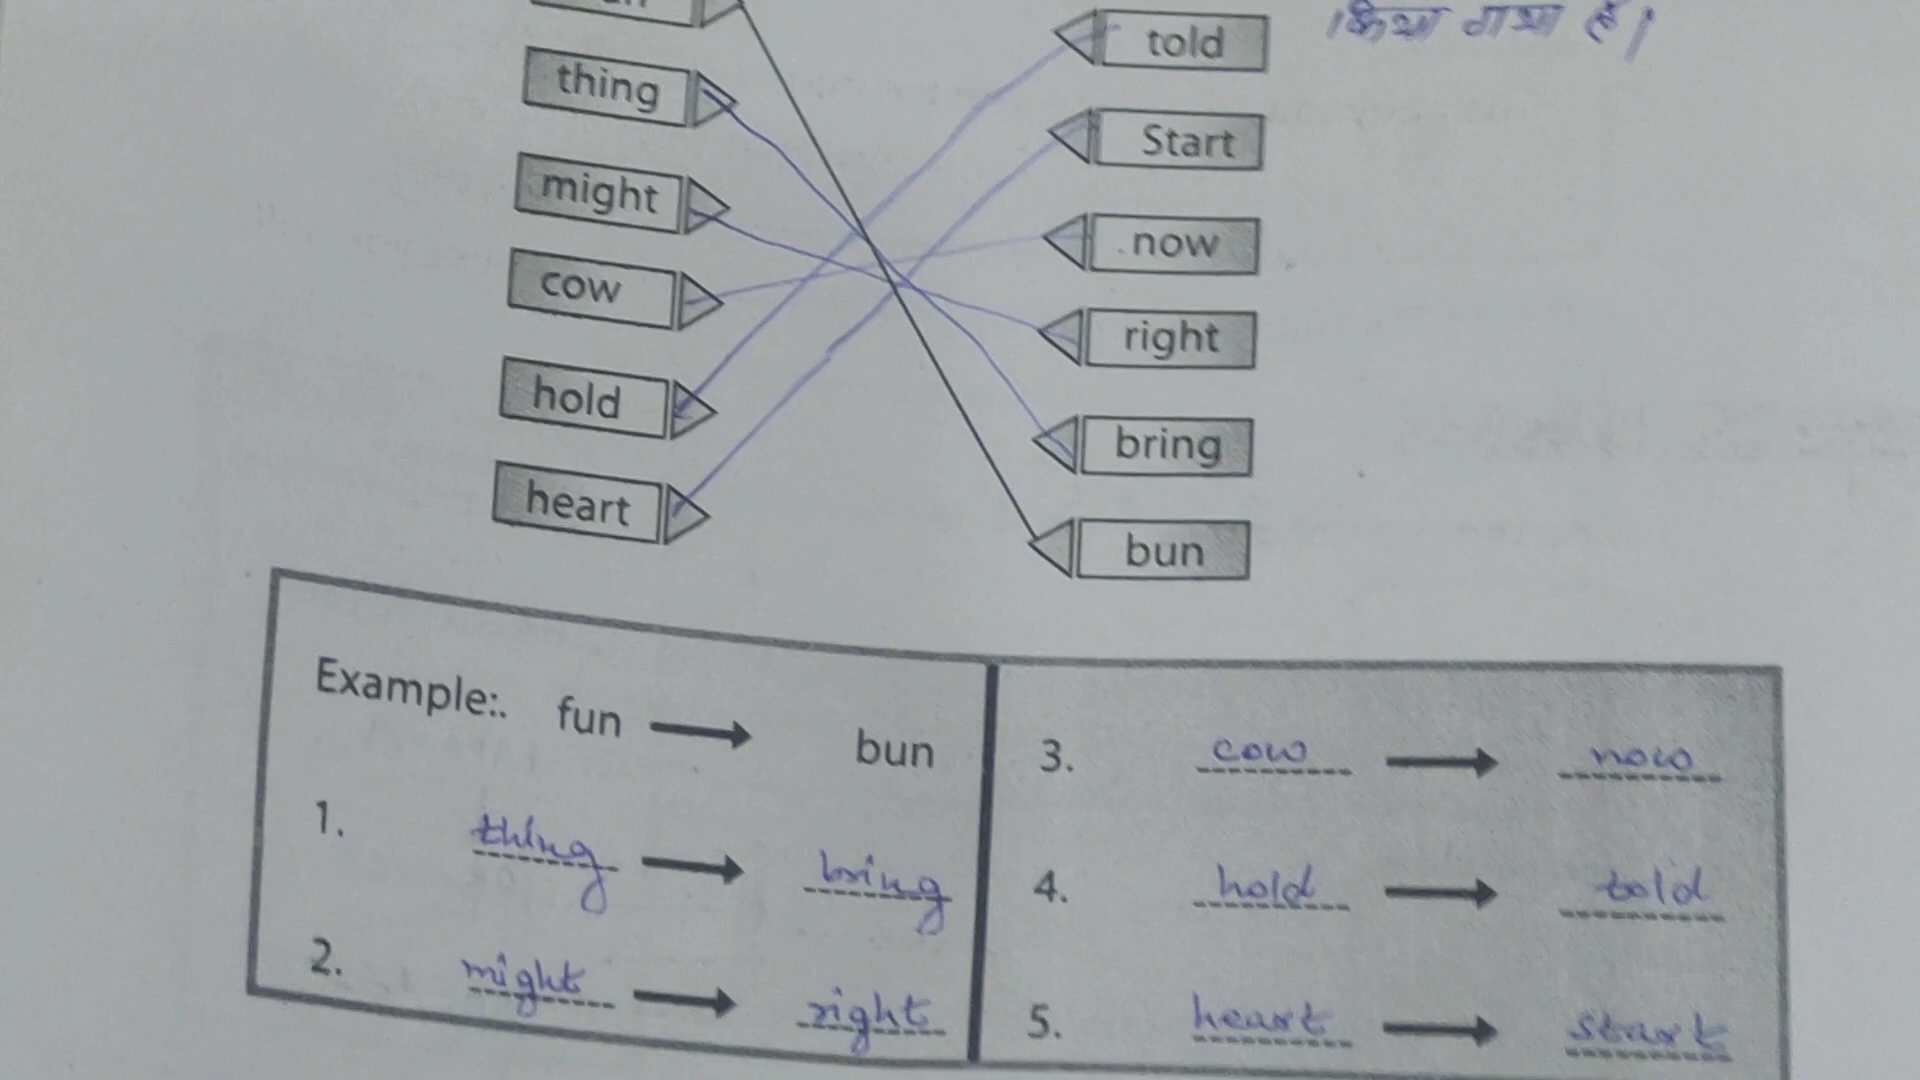 told
किया गया है।
thing
Start
might
now
cow
right
hold
bring
heart
bun
Example:. fun bun
1. thing bring
2. might right
3. cow now
4. hold told
5. heart start